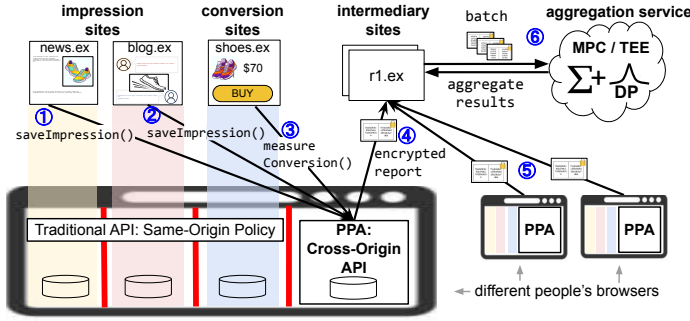 impression
sites
conversion
sites
intermediary
sites
aggregation service
news.ex
blog.ex
shoes.ex
$70
BUY
r1.ex
batch
⑥
aggregate
results
MPC / TEE
Σ+
DP
①
saveImpression()
②
saveImpression()
③
measure
Conversion()
④
encrypted
report
⑤
Traditional API: Same-Origin Policy
PPA:
Cross-Origin
API
PPA
PPA
different people's browsers